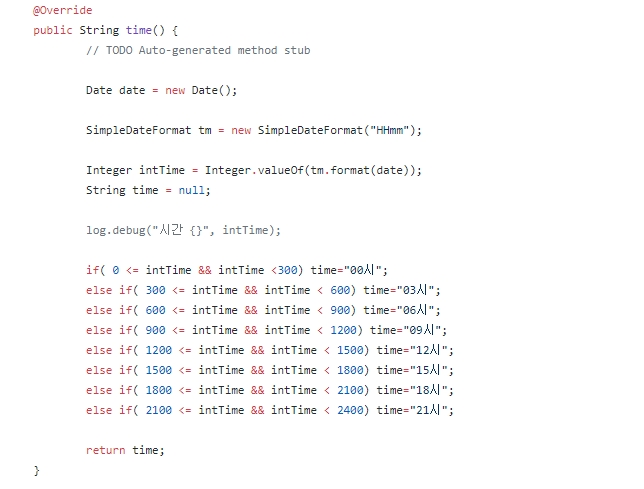 @Override
public String time() {
// TODO Auto-generated method stub
Date date = new Date();
SimpleDateFormat tm = new SimpleDateFormat("HHmm");
Integer intTime = Integer.valueOf(tm.format(date));
String time = null;
log.debug("시간 {}", intTime);
if( 0 <= intTime && intTime <300) time="00시";
else if( 300 <= intTime && intTime < 600) time="03시";
else if( 600 <= intTime && intTime < 900) time="06시";
else if( 900 <= intTime && intTime < 1200) time="09시";
else if( 1200 <= intTime && intTime < 1500) time="12시";
else if( 1500 <= intTime && intTime < 1800) time="15시";
else if( 1800 <= intTime && intTime < 2100) time="18시";
else if( 2100 <= intTime && intTime < 2400) time="21시";
return time;
}